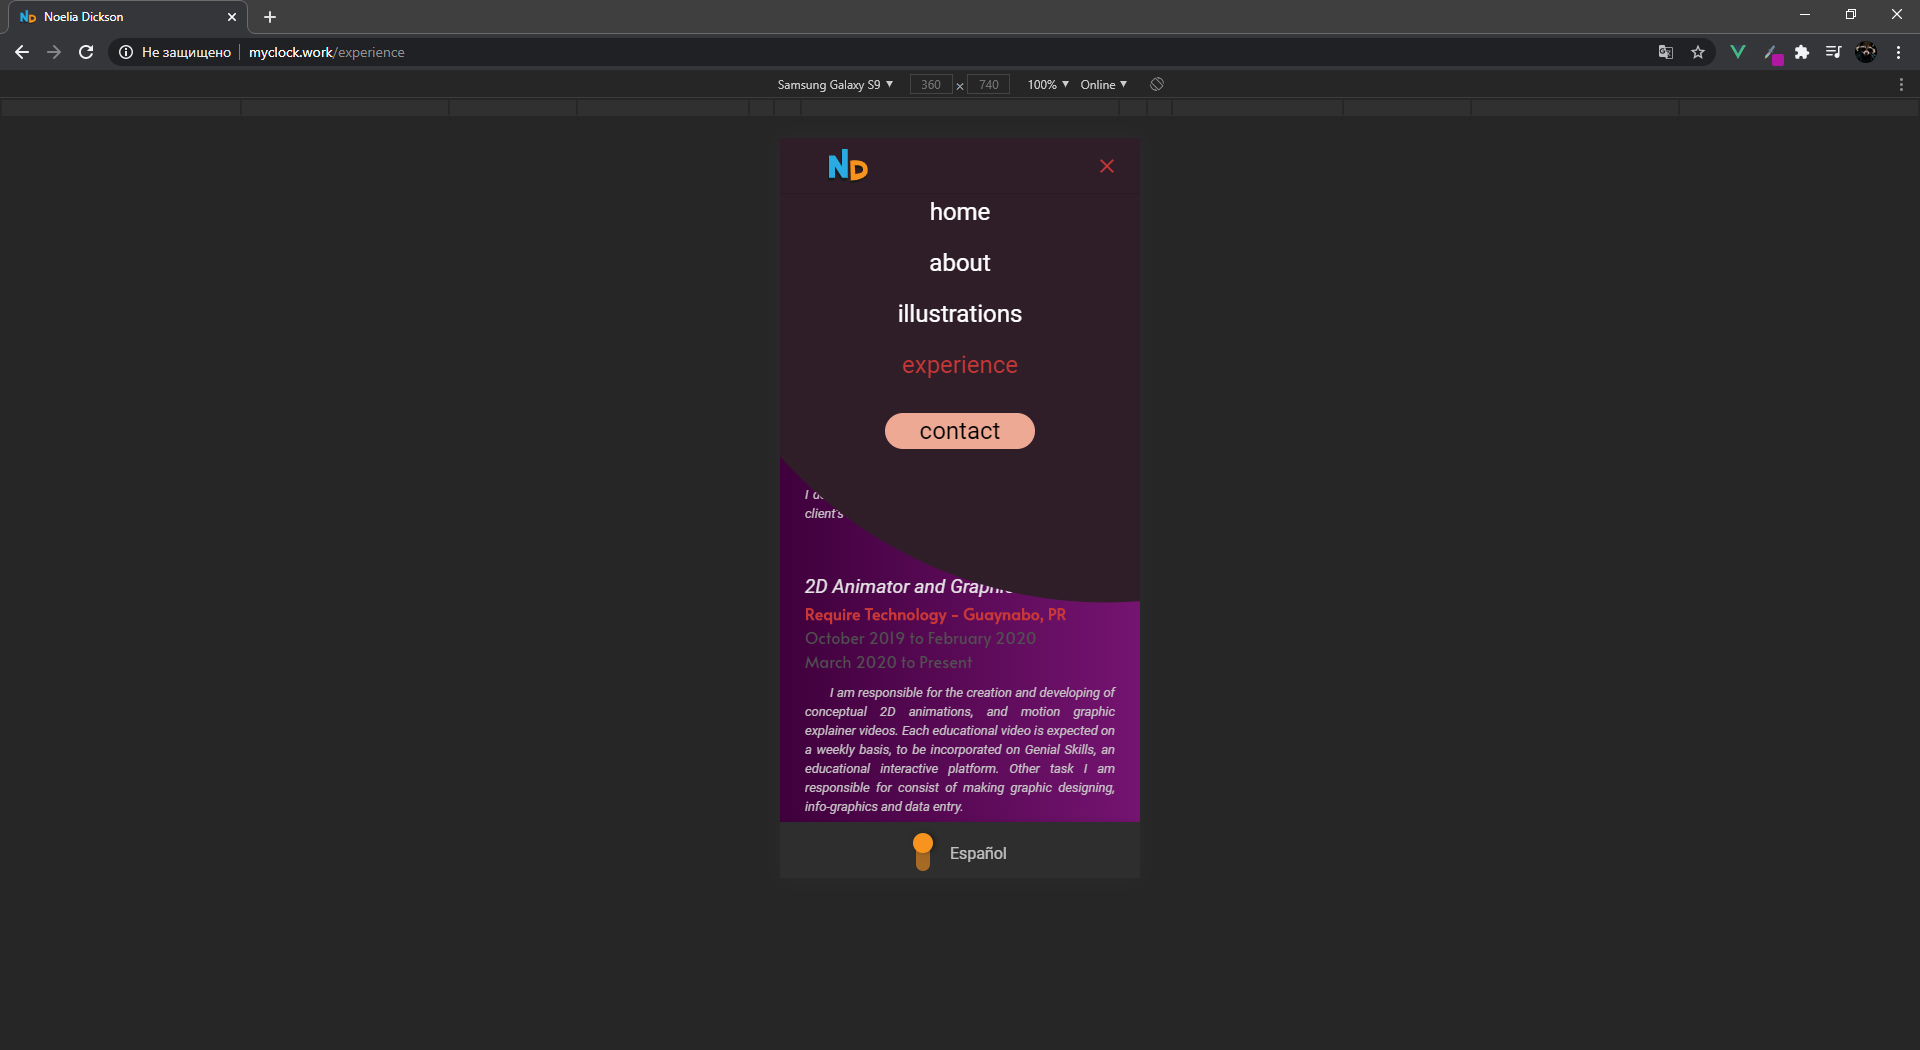 Noelia Dickson
Не защищено
myclock.work/experience
Samsung Galaxy S9 360 × 740 100% Online
ND
home
about
illustrations
experience
contact
I
client's
2D Animator and Graphic
Require Technology - Guaynabo, PR
October 2019 to February 2020
March 2020 to Present
I am responsible for the creation and developing of
conceptual 2D animations, and motion graphic
explainer videos. Each educational video is expected on
a weekly basis, to be incorporated on Genial Skills, an
educational interactive platform. Other task I am
responsible for consist of making graphic designing,
info-graphics and data entry.
Español